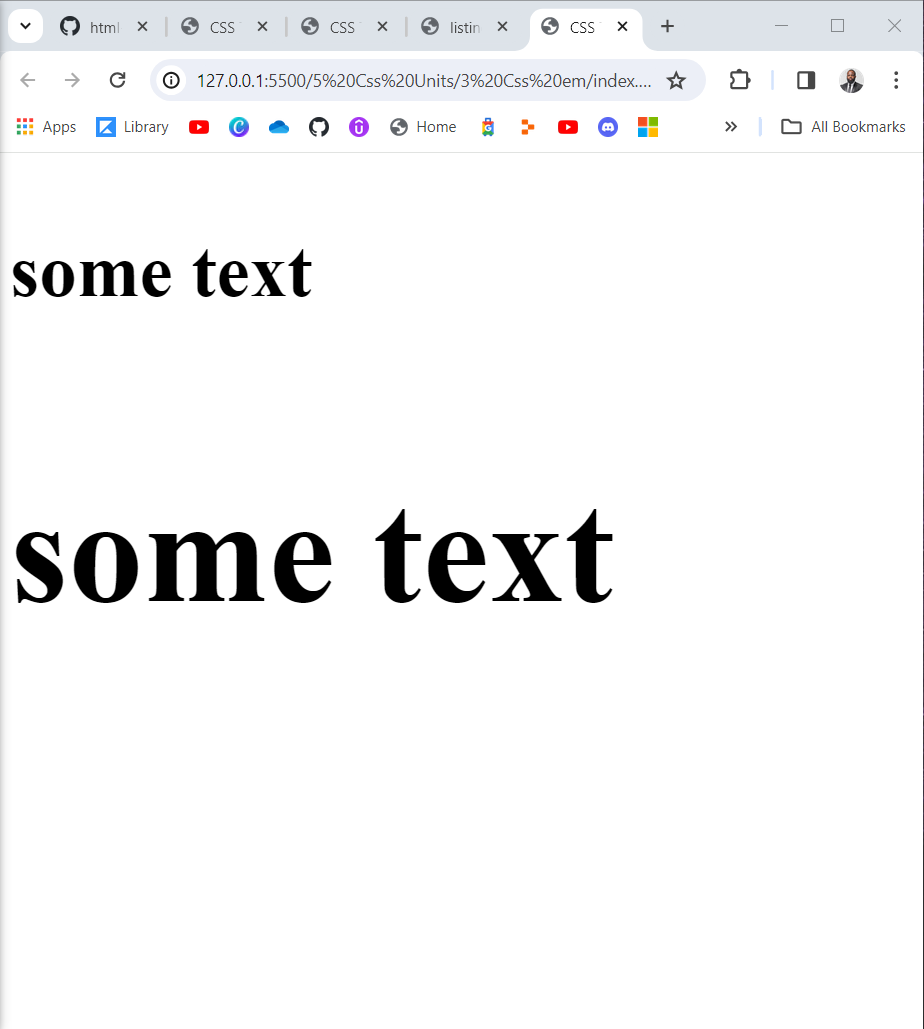 html CSS CSS listin CSS
127.0.0.1:5500/5%20Css%20Units/3%20Css%20em/index....
Apps Library Home All Bookmarks
some text
some text